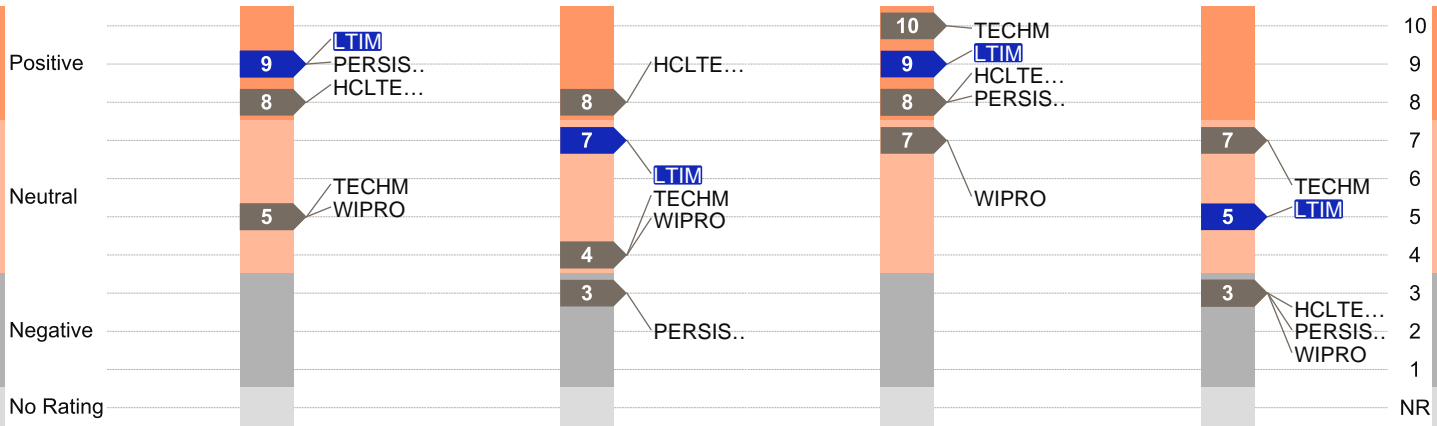 10 TECHM 10
Positive 9 LTIM PERSIS.. HCLTE... 9 LTIM 9
8 8 HCLTE... 8 HCLTE... PERSIS.. 8
7 7 7 7
LTIM TECHM 6
Neutral TECHM WIPRO TECHM WIPRO WIPRO LTIM
5 5 5
4 4
3 3 3
HCLTE...
Negative PERSIS.. PERSIS.. 2
WIPRO
1
No Rating NR